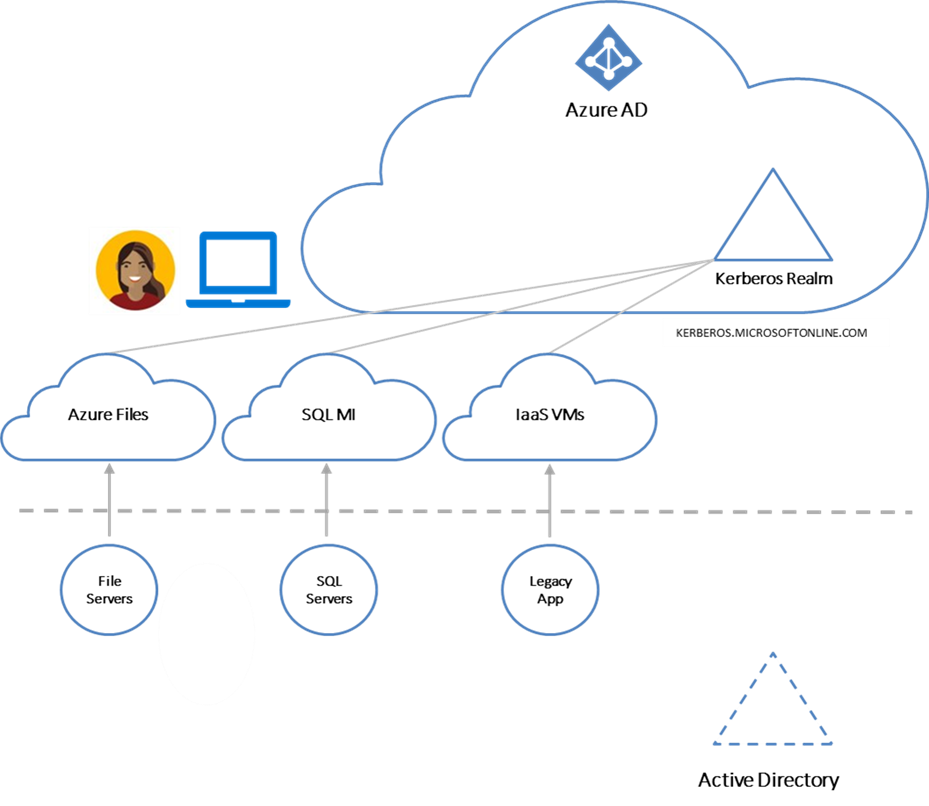 Azure AD
Kerberos Realm
KERBEROS.MICROSOFTONLINE.COM
Azure Files
SQL MI
IaaS VMs
File
Servers
SQL
Servers
Legacy
App
Active Directory